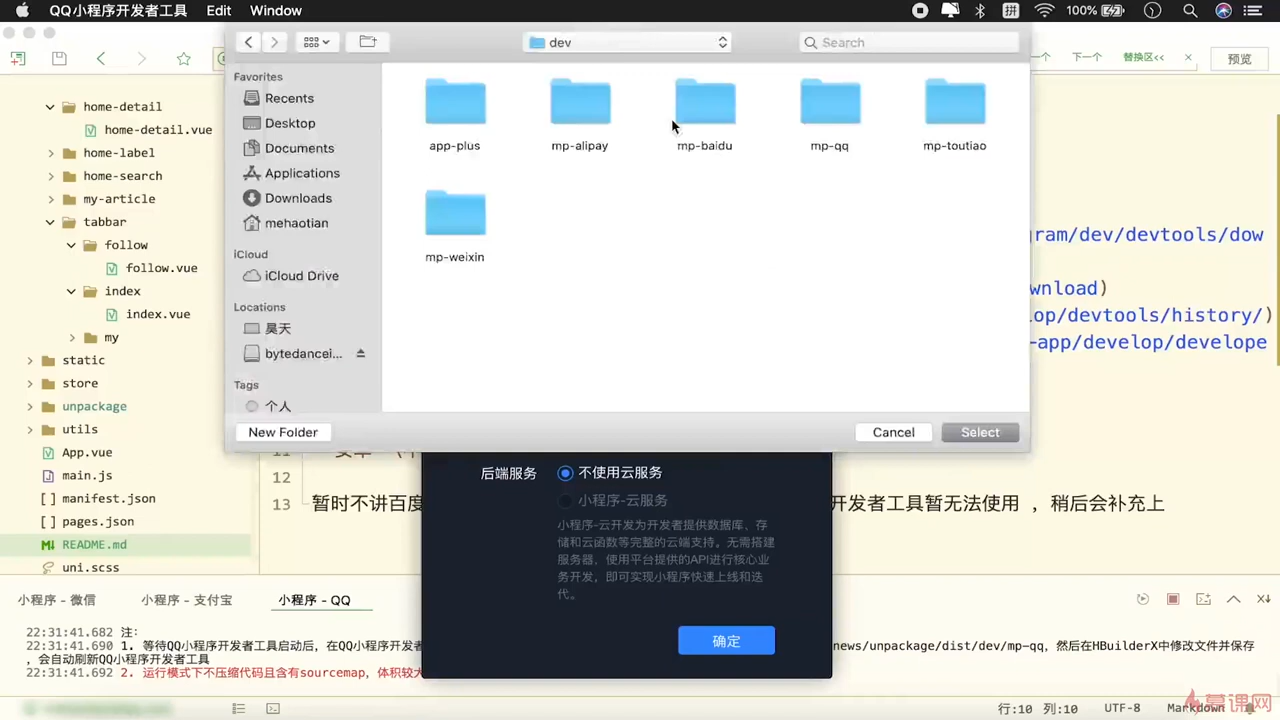 QQ小程序开发者工具 Edit Window
拼 100%
dev
Search
一个 下一个 替换区<< 预览
Favorites
Recents
Desktop
Documents
Applications
Downloads
mehaotian
iCloud
iCloud Drive
Locations
昊天
bytedancei...
Tags
个人
app-plus
mp-alipay
mp-baidu
mp-qq
mp-toutiao
mp-weixin
New Folder
Cancel
Select
home-detail
home-detail.vue
home-label
home-search
my-article
tabbar
follow
follow.vue
index
index.vue
my
static
store
unpackage
utils
App.vue
main.js
manifest.json
pages.json
README.md
uni.scss
ram/dev/devtools/dow
wnload)
op/devtools/history/)
-app/develop/develope
12
13 暂时不讲百度
开发者工具暂无法使用 ，稍后会补充上
后端服务 不使用云服务
小程序-云服务
小程序-云开发为开发者提供数据库、存
储和云函数等完整的云端支持。无需搭建
服务器，使用平台提供的API进行核心业
务开发，即可实现小程序快速上线和迭
代。
确定
小程序 - 微信 小程序 - 支付宝 小程序 - QQ
22:31:41.682 注：
22:31:41.690 1. 等待QQ小程序开发者工具启动后，在QQ小程序开发者
news/unpackage/dist/dev/mp-qq，然后在HBuilderX中修改文件并保存
，会自动刷新QQ小程序开发者工具
22:31:41.692 2. 运行模式下不压缩代码且含有sourcemap，体积较大
行:10 列:10 UTF-8 Markdown
慕课网